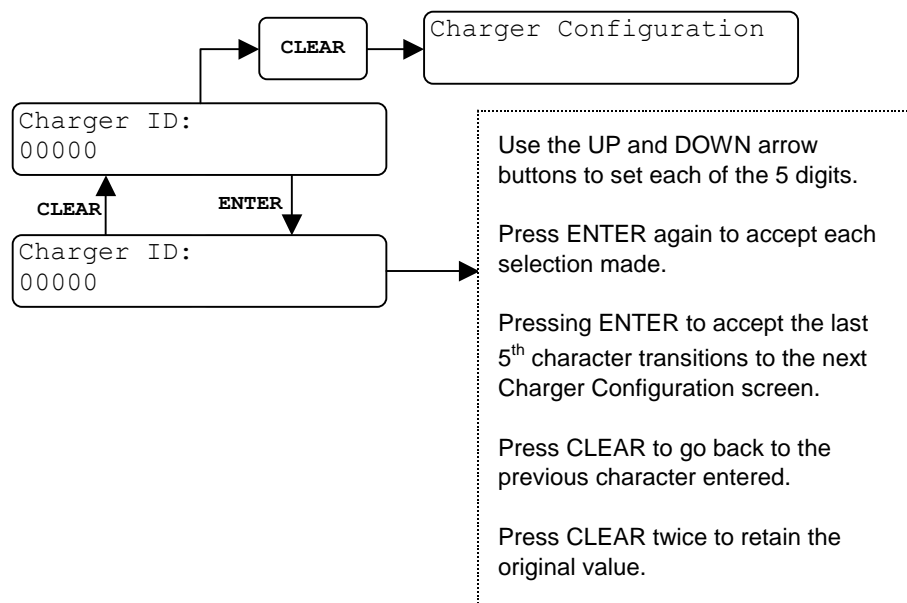 CLEAR
Charger Configuration
Charger ID:
00000
CLEAR
ENTER
Charger ID:
00000
Use the UP and DOWN arrow
buttons to set each of the 5 digits.
Press ENTER again to accept each
selection made.
Pressing ENTER to accept the last
5th character transitions to the next
Charger Configuration screen.
Press CLEAR to go back to the
previous character entered.
Press CLEAR twice to retain the
original value.